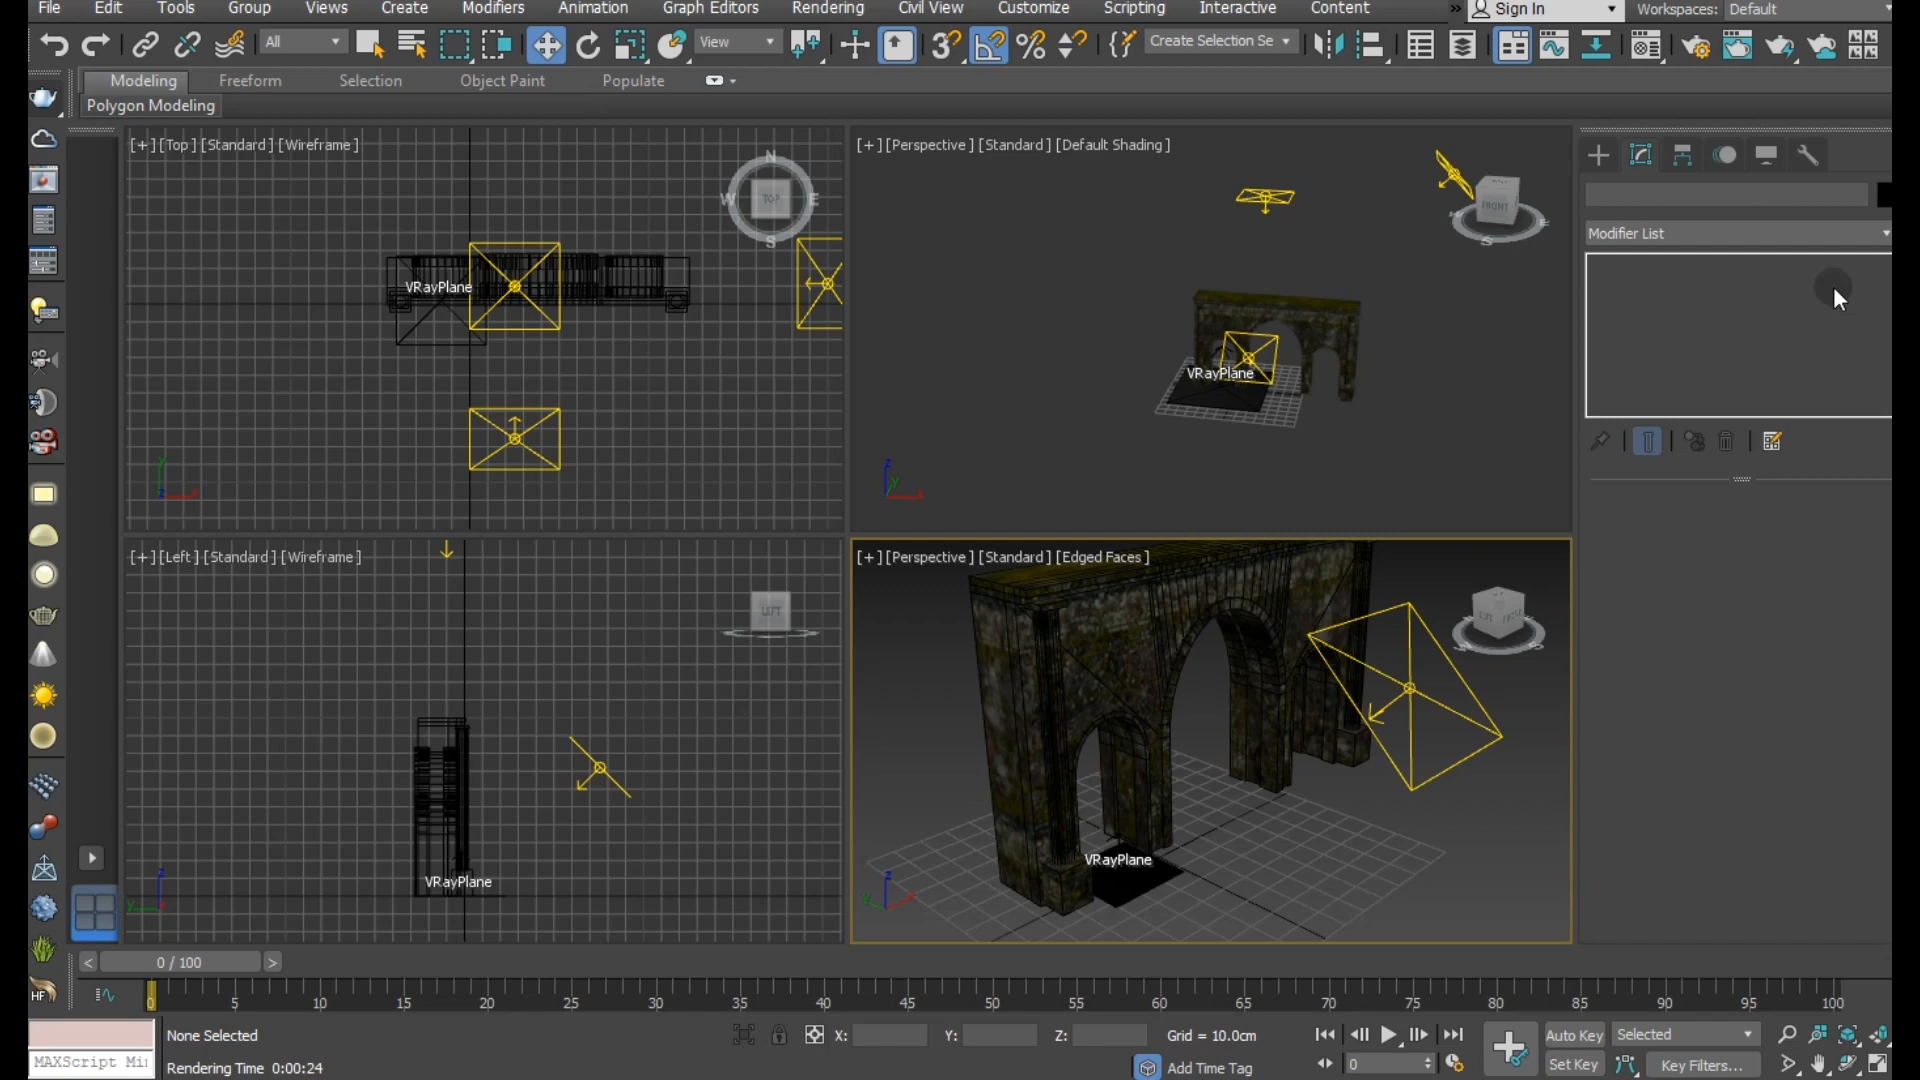 File Edit Tools Group Views Create Modifiers Animation Graph Editors Rendering Civil View Customize Scripting Interactive Content » Sign In Workspaces: Default
All View 3 Create Selection Se
Modeling Freeform Selection Object Paint Populate
Polygon Modeling
[+][Top][Standard][Wireframe]
N
W TOP E
S
VRayPlane
[+][Perspective][Standard][Default Shading]
FRONT
S
VRayPlane
z
y
x
Modifier List
[+][Left][Standard][Wireframe]
LEFT
VRayPlane
[+][Perspective][Standard][Edged Faces]
VRayPlane
< 0 / 100 >
0 5 10 15 20 25 30 35 40 45 50 55 60 65 70 75 80 85 90 95 100
HF
None Selected X: Y: Z: Grid = 10.0cm Auto Key Selected
MAXScript Mi
Rendering Time 0:00:24 Add Time Tag 0 Set Key Key Filters...